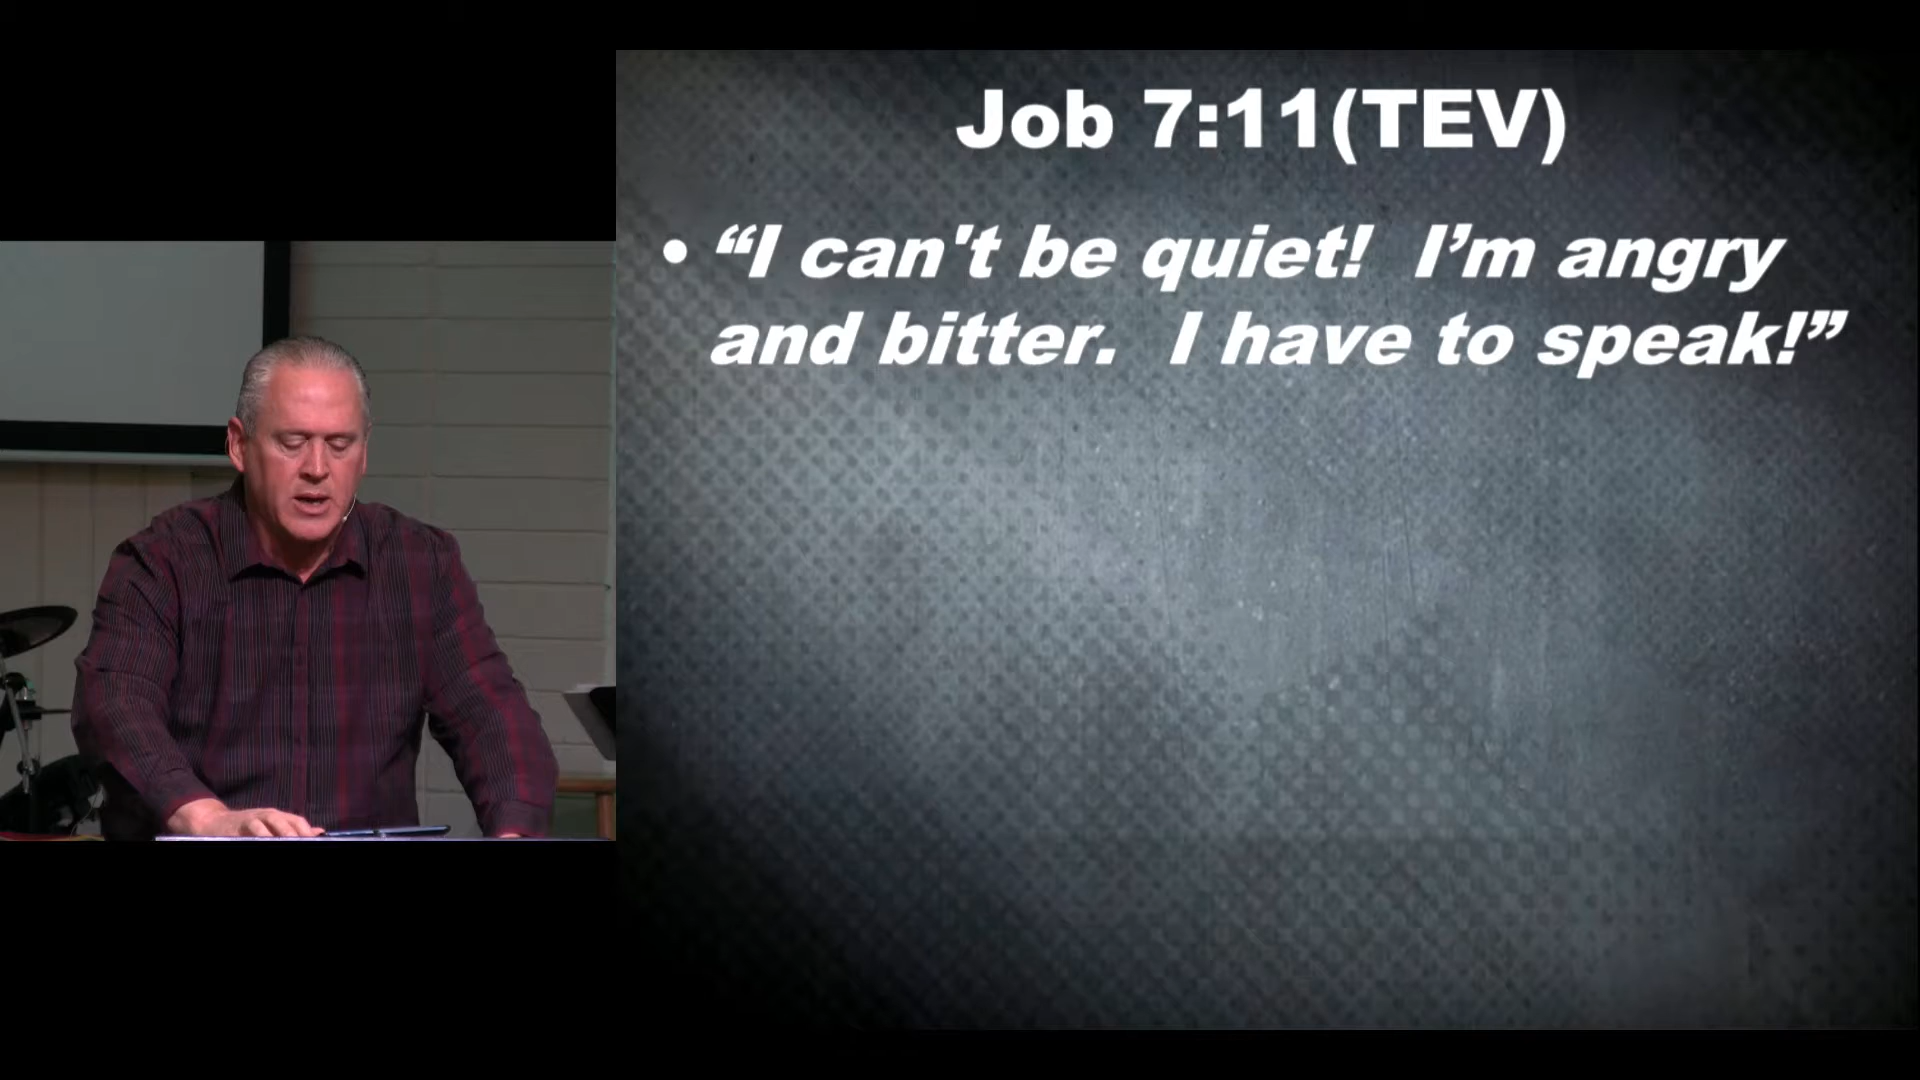 Job 7:11(TEV)
• “I can't be quiet!  I’m angry
and bitter.  I have to speak!”